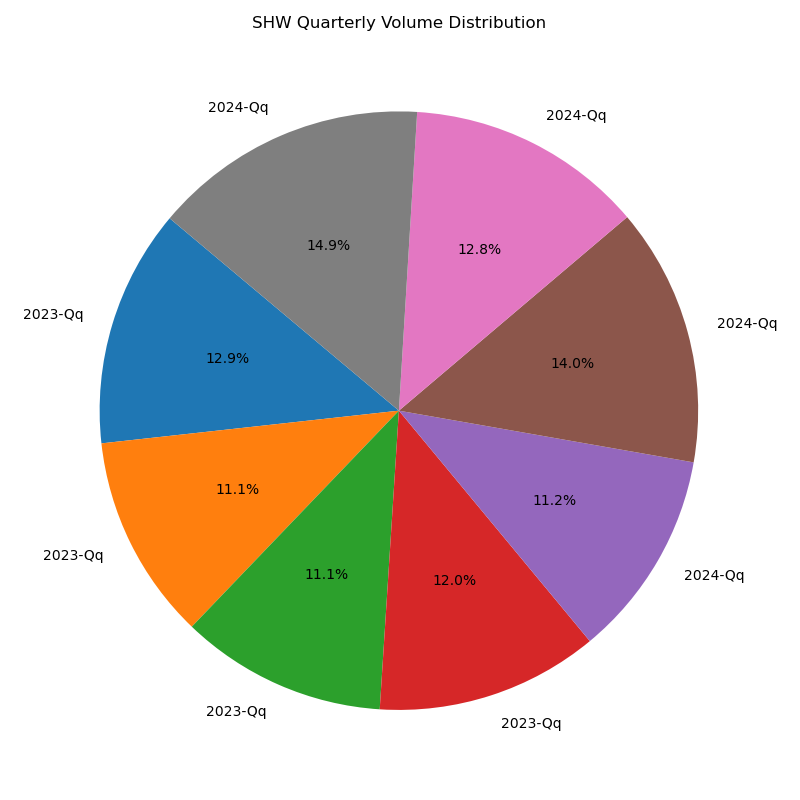 SHW Quarterly Volume Distribution
2024-Qq
2024-Qq
14.9%
12.8%
2023-Qq
2024-Qq
12.9%
14.0%
11.1%
11.2%
2023-Qq
2024-Qq
11.1%
12.0%
2023-Qq
2023-Qq